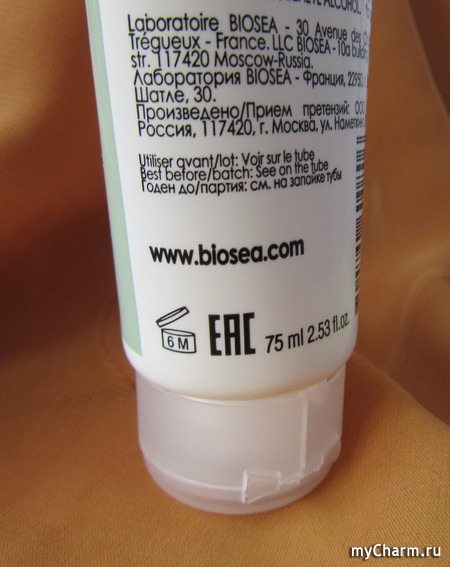 ALCOHOL,
Laboratoire BIOSEA - 30 Avenue des
Trégueux - France. LLC BIOSEA - 10a
str. 117420 Moscow-Russia.
Лаборатория BIOSEA - Франция,
Шатле, 30.
Произведено/Прием претензий: ООО
Россия, 117420, г. Москва, ул.
Utiliser avant/lot: Voir sur le tube
Best before/batch: See on the tube
Годен до/партия: см. на запайке тубы
www.biosea.com
6 M EAC 75 ml 2.53 fl.oz.
myCharm.ru